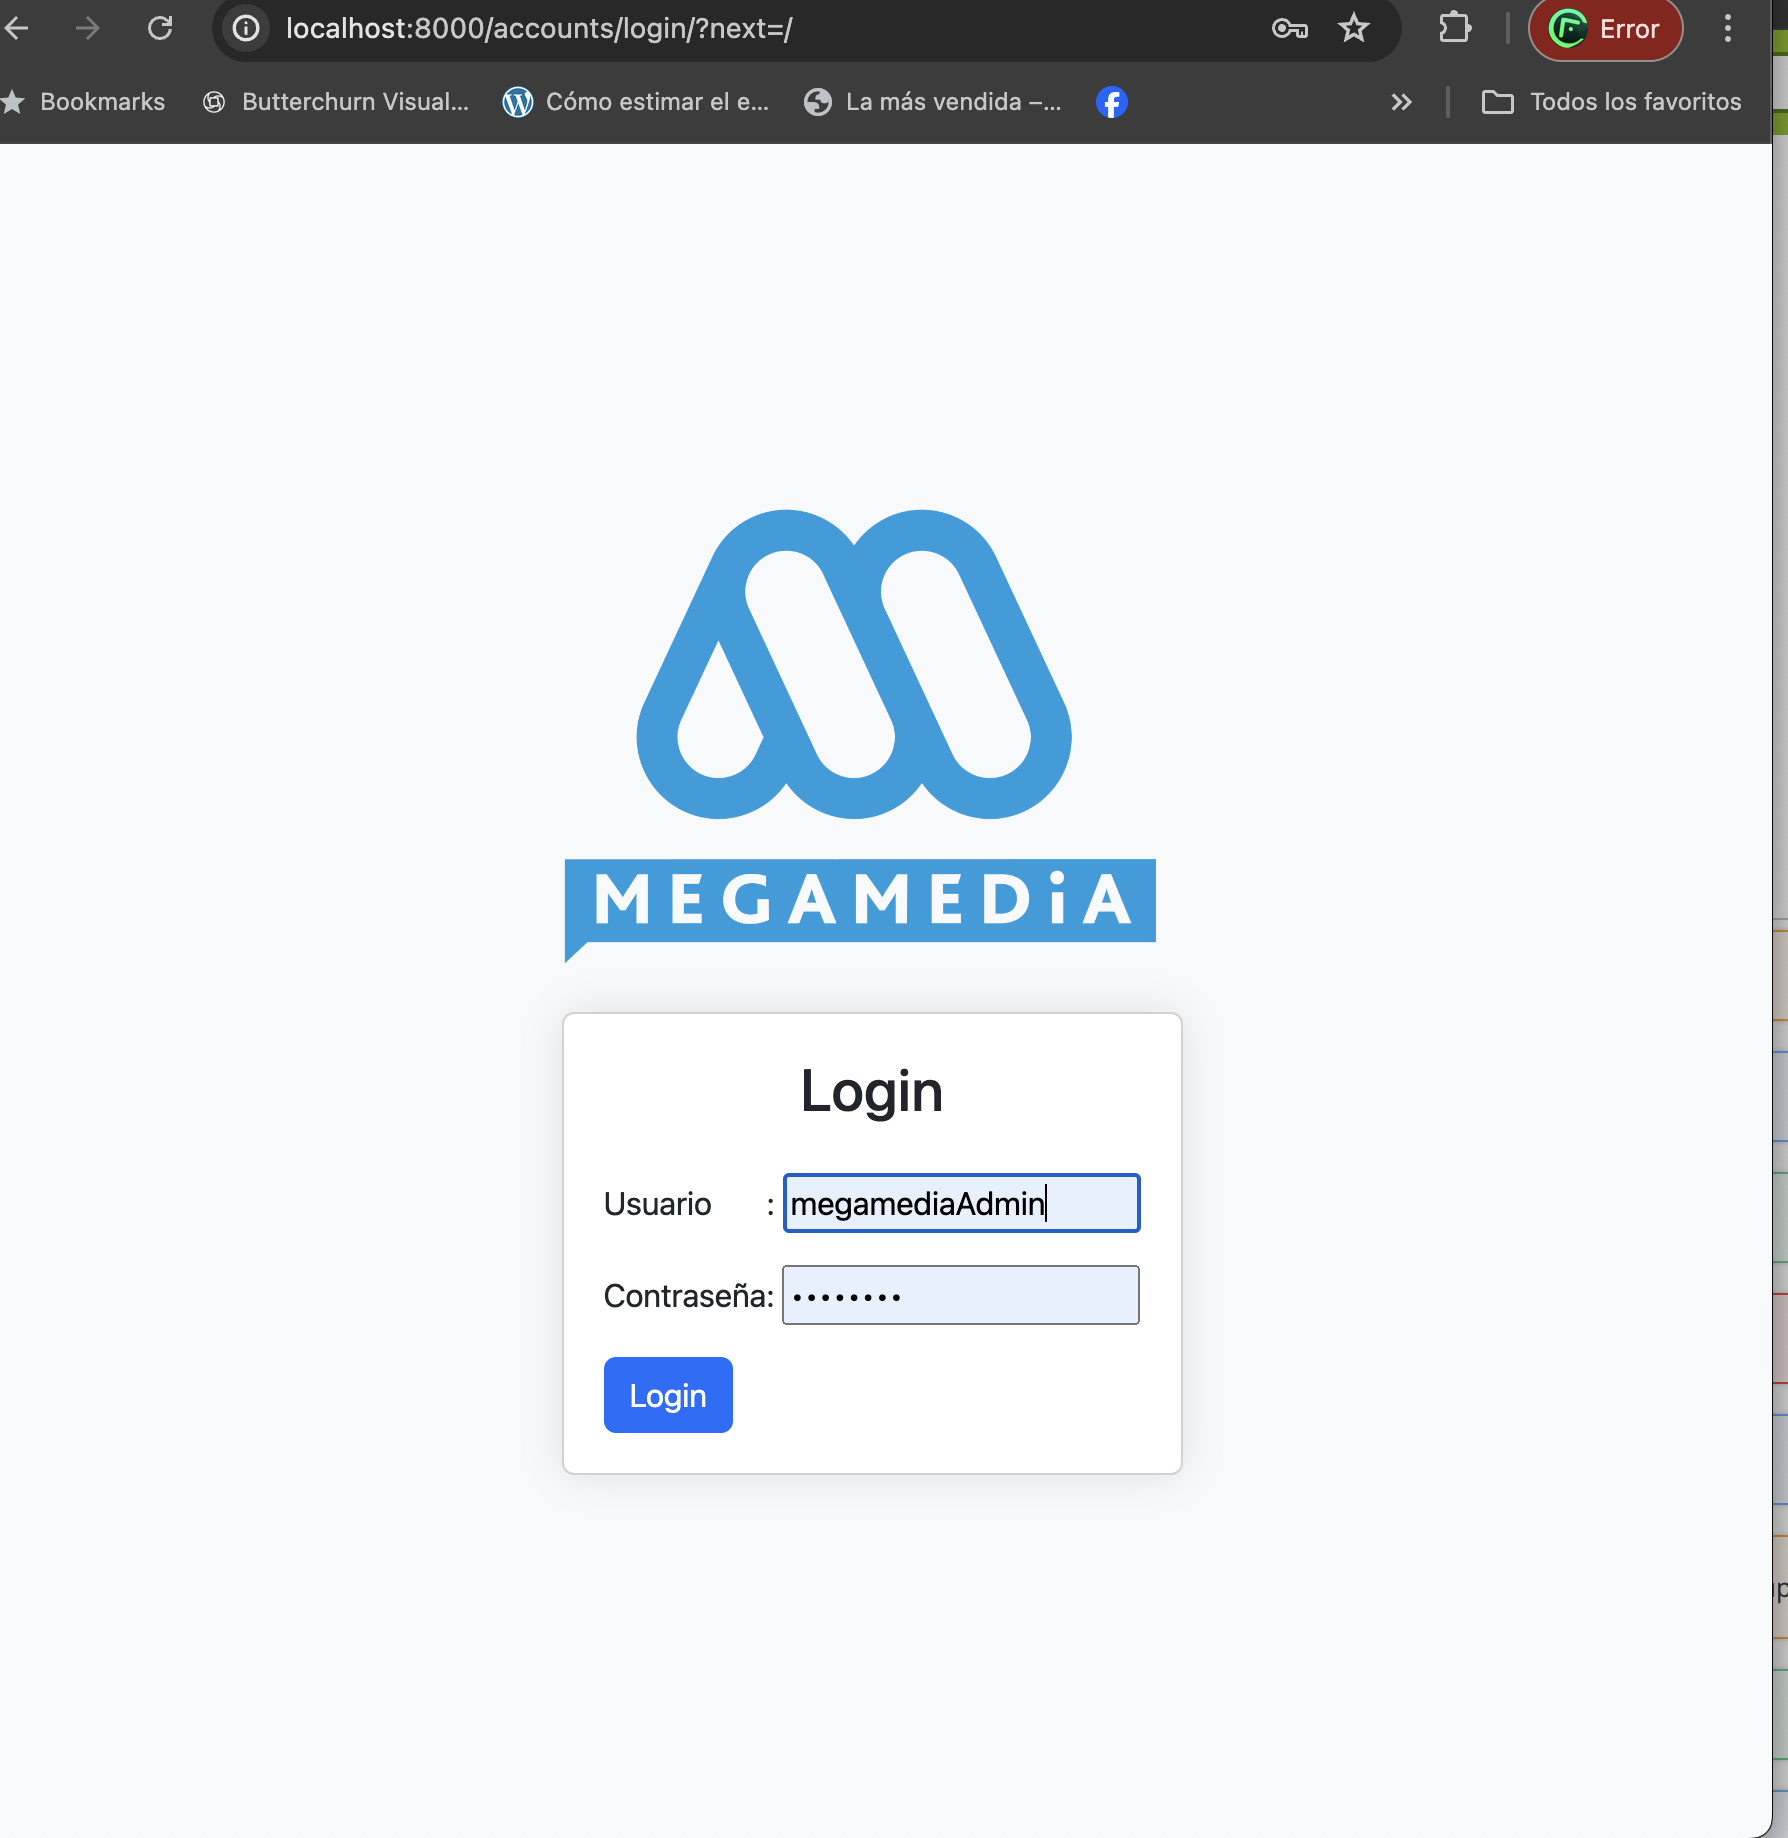 localhost:8000/accounts/login/?next=/
Error
Bookmarks
Butterchurn Visual...
Cómo estimar el e...
La más vendida –...
Todos los favoritos
MEGAMEDiA
Login
Usuario : megamediaAdmin
Contraseña: ••••••••
Login